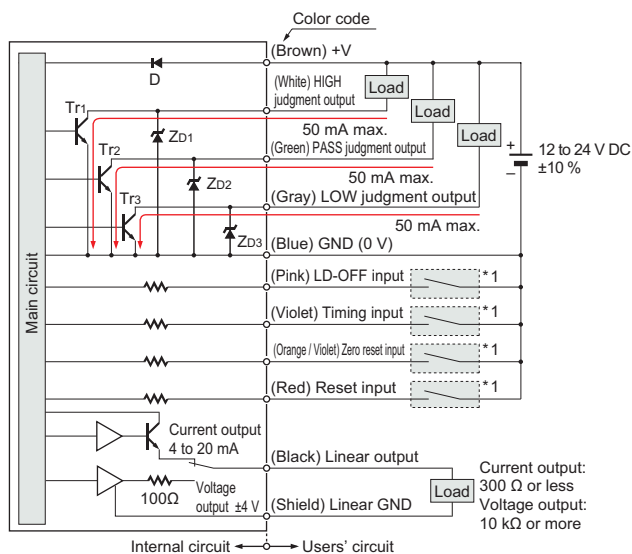 Color code
(Brown) +V
D
(White) HIGH
judgment output
Load
Load
Load
Tr1
ZD1
50 mA max.
Tr2
(Green) PASS judgment output
+
12 to 24 V DC
±10 %
–
ZD2
50 mA max.
Tr3
(Gray) LOW judgment output
ZD3
50 mA max.
(Blue) GND (0 V)
Main circuit
(Pink) LD-OFF input
*1
(Violet) Timing input
*1
(Orange / Violet) Zero reset input
*1
(Red) Reset input
*1
Current output
4 to 20 mA
(Black) Linear output
100Ω
Voltage
output ±4 V
(Shield) Linear GND
Load
Current output:
300 Ω or less
Voltage output:
10 kΩ or more
Internal circuit
Users' circuit